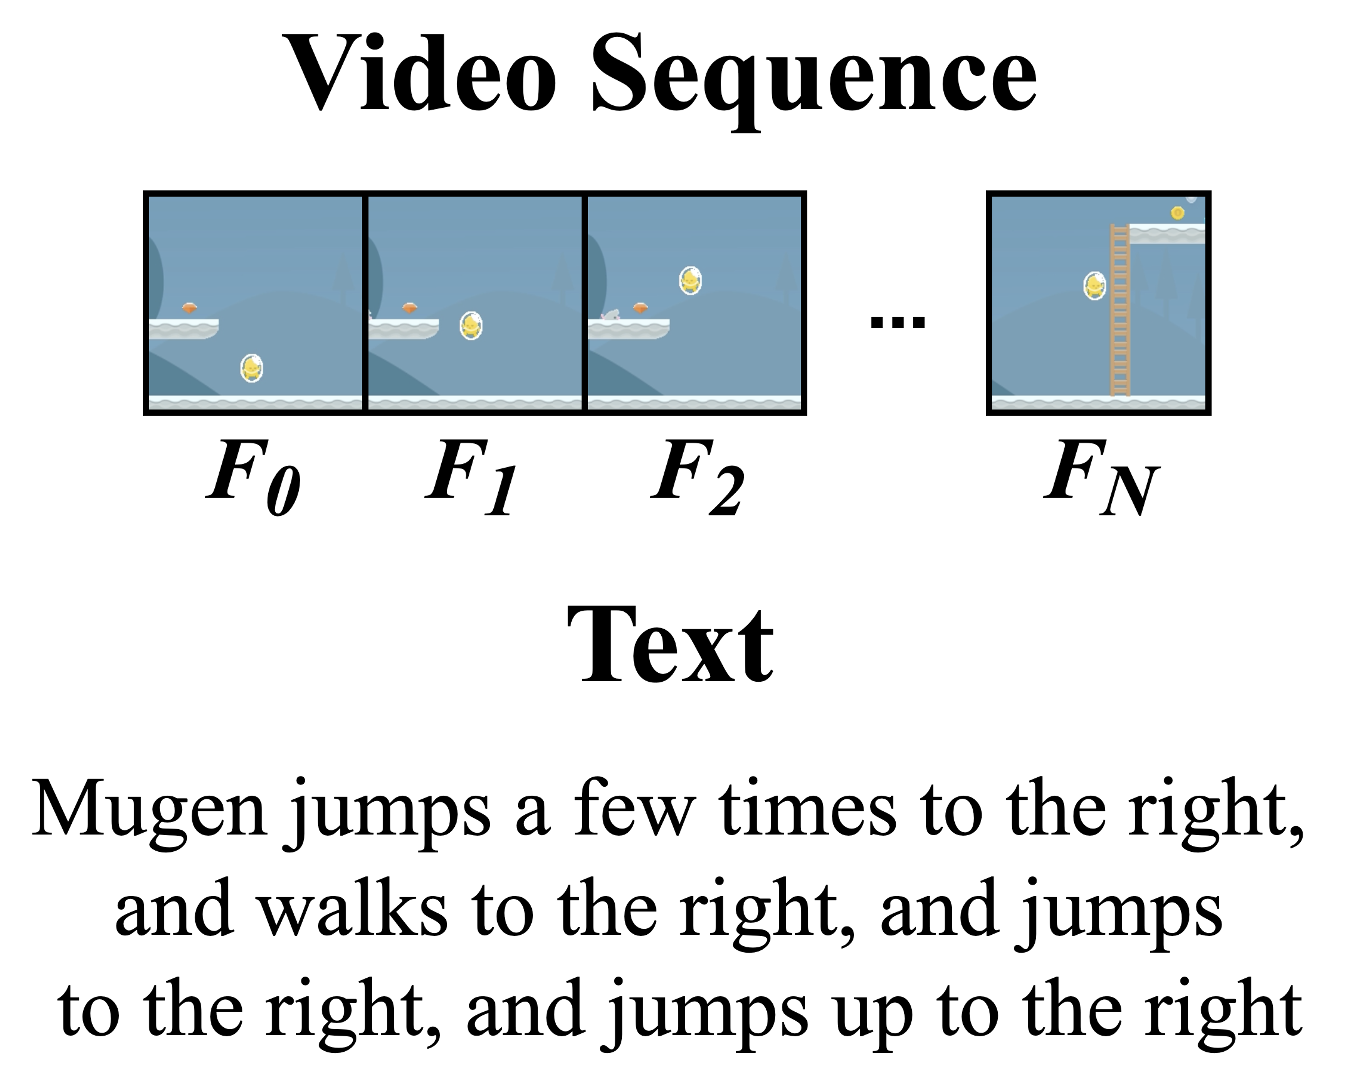 Video Sequence
...
F0 F1 F2 FN
Text
Mugen jumps a few times to the right,
and walks to the right, and jumps
to the right, and jumps up to the right